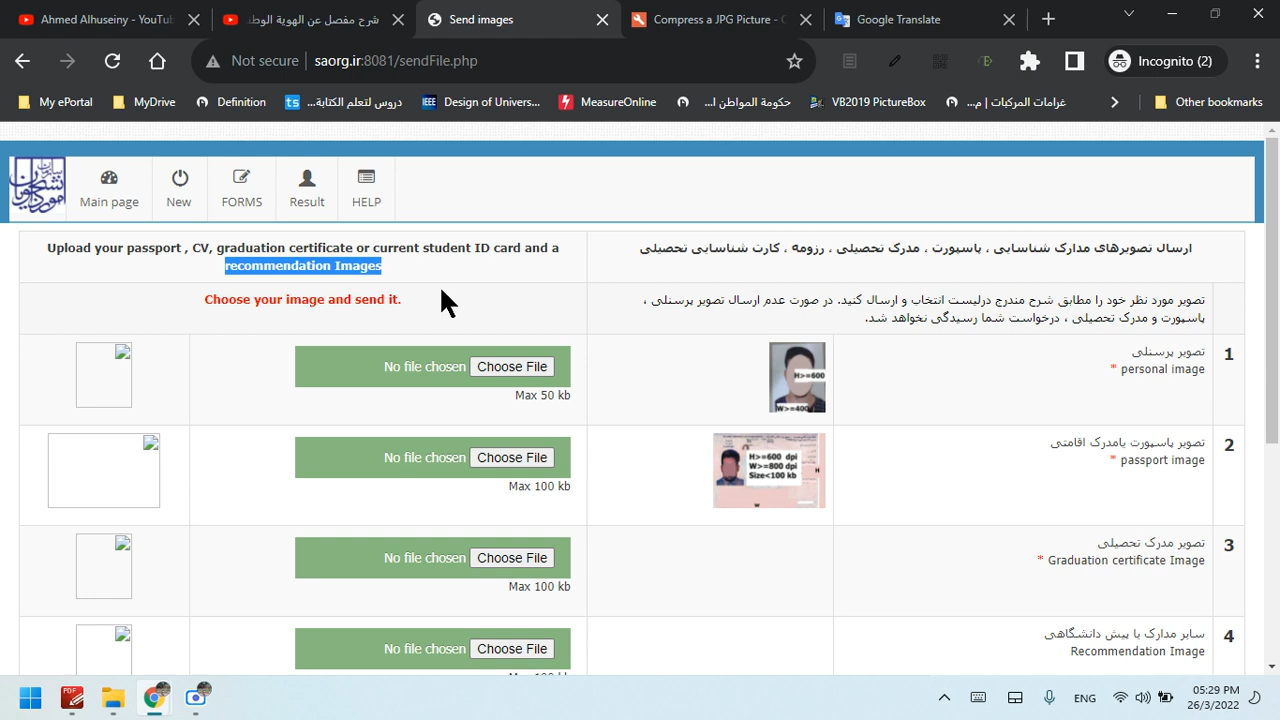 Ahmed Alhuseiny - YouTu
شرح مفصل عن الهوية الوطن
Send images
Compress a JPG Picture - C
Google Translate
Not secure
saorg.ir:8081/sendFile.php
Incognito (2)
My ePortal
MyDrive
Definition
دروس لتعلم الكتابة...
Design of Univers...
MeasureOnline
حكومة المواطن ا...
VB2019 PictureBox
غرامات المركبات | م...
Other bookmarks
Main page
New
FORMS
Result
HELP
Upload your passport , CV, graduation certificate or current student ID card and a
recommendation Images
ارسال تصویرهای مدارک شناسایی ، پاسپورت ، مدرک تحصیلی ، رزومه ، کارت شناسایی تحصیلی
Choose your image and send it.
تصویر مورد نظر خود را مطابق شرح مندرج درلیست انتخاب و ارسال کنید. در صورت عدم ارسال تصویر پرسنلی ،
پاسپورت و مدرک تحصیلی ، درخواست شما رسیدگی نخواهد شد.
1
تصویر پرسنلی
personal image *
H>=600
W>=400
No file chosen
Choose File
Max 50 kb
2
تصویر پاسپورت یامدرک اقامتی
passport image *
H>=600 dpi
W>=800 dpi
Size<100 kb
No file chosen
Choose File
Max 100 kb
3
تصویر مدرک تحصیلی
Graduation certificate Image *
No file chosen
Choose File
Max 100 kb
4
سایر مدارک یا پیش دانشگاهی
Recommendation Image
No file chosen
Choose File
ENG
05:29 PM
26/3/2022